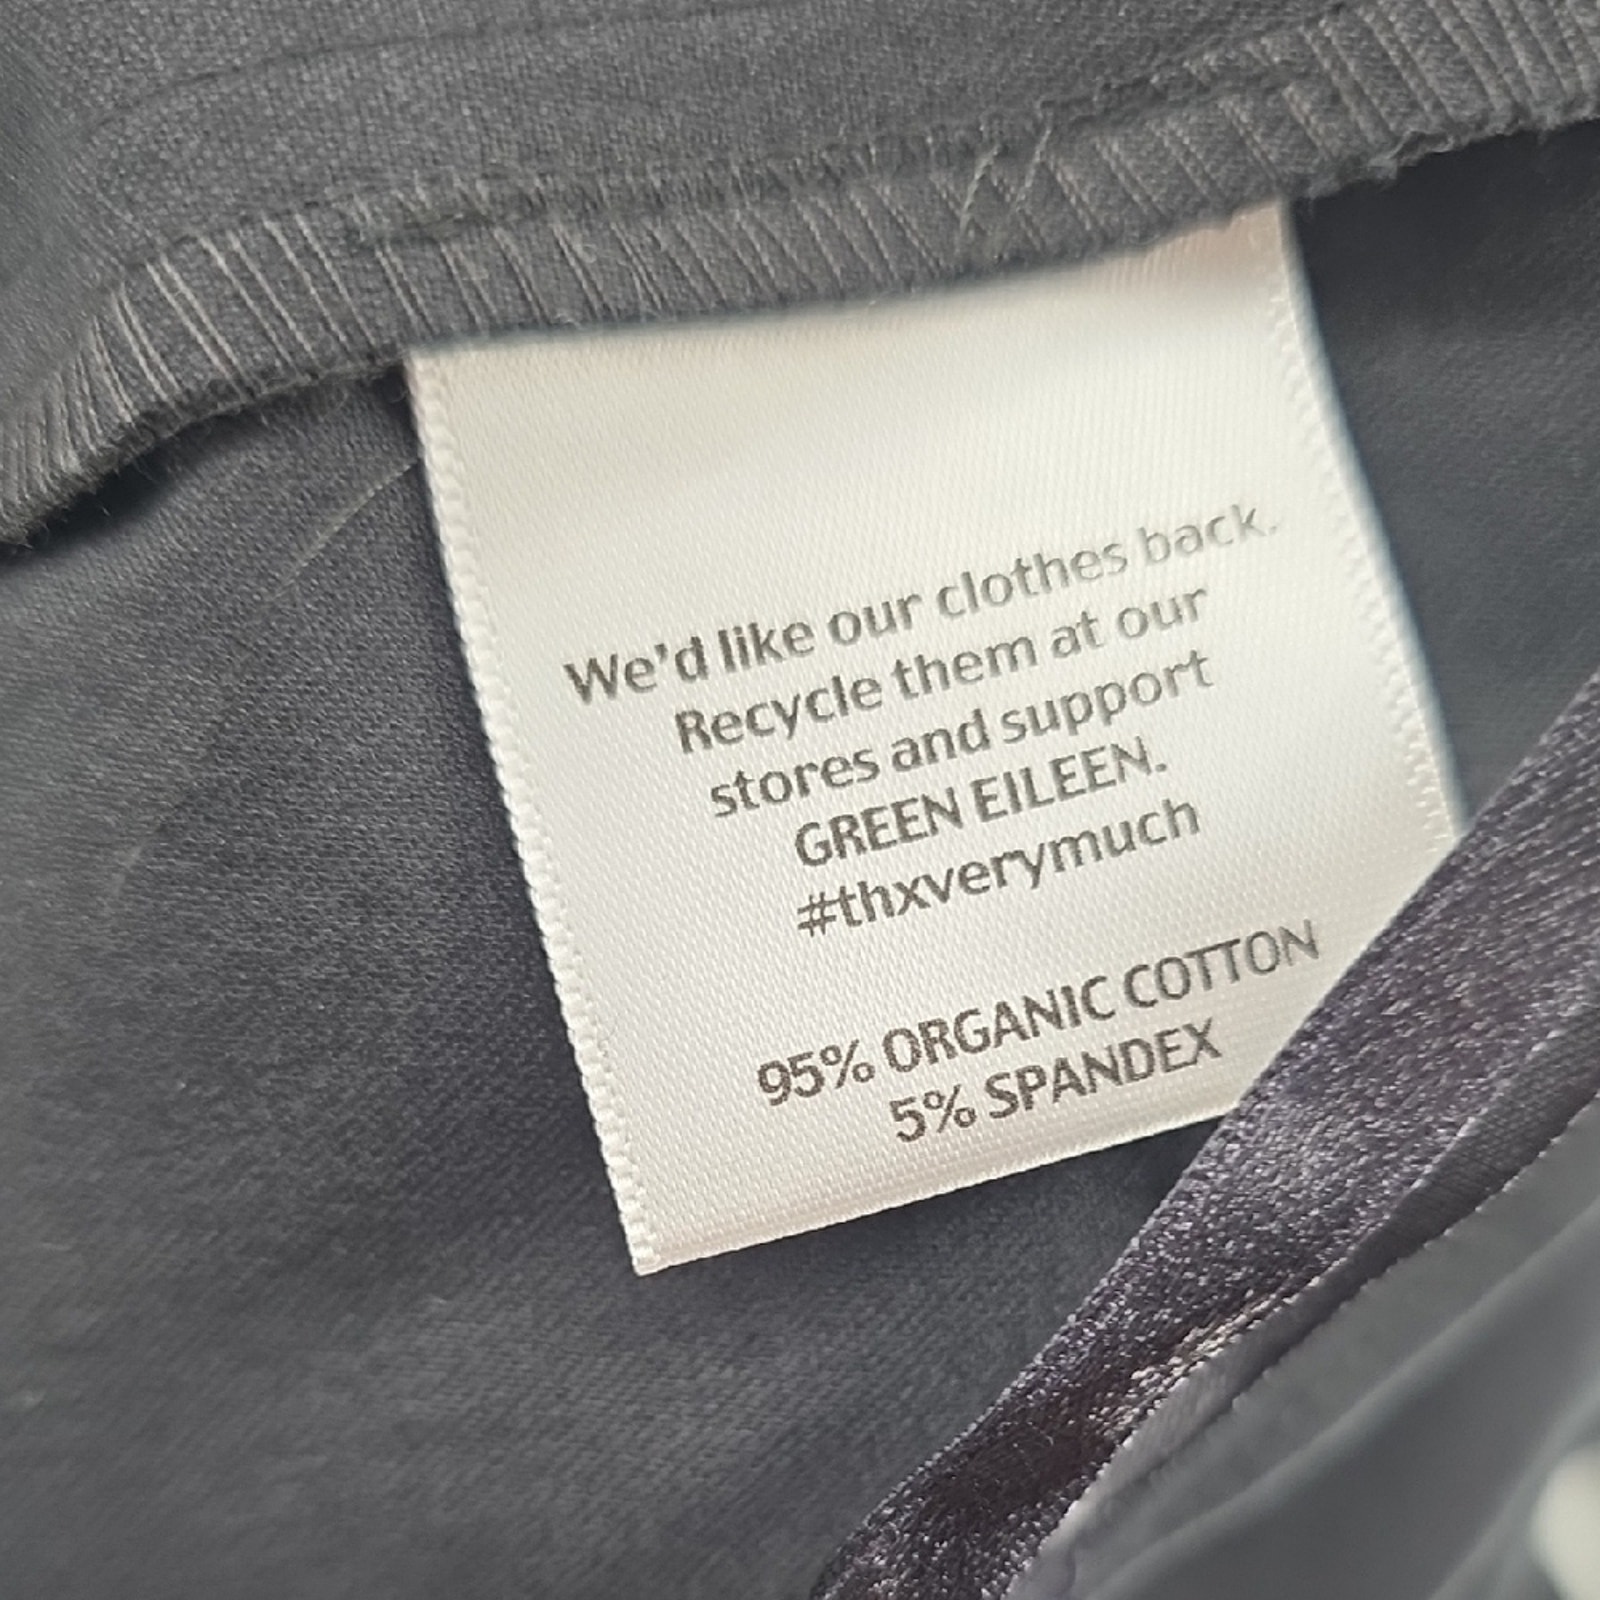 We'd like our clothes back.
Recycle them at our
stores and support
GREEN EILEEN.
#thxverymuch
95% ORGANIC COTTON
5% SPANDEX